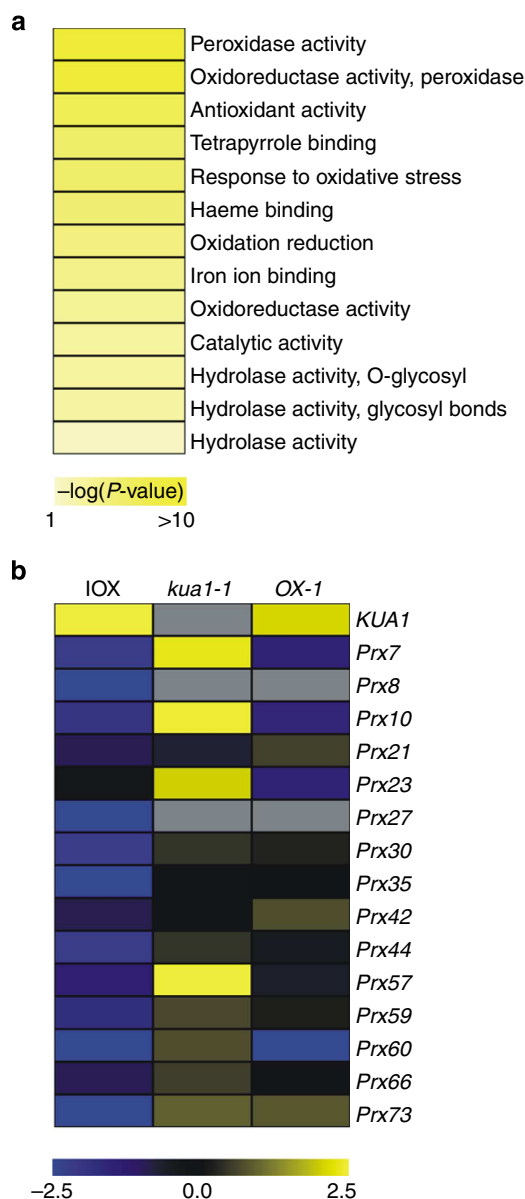 a
Peroxidase activity
Oxidoreductase activity, peroxidase
Antioxidant activity
Tetrapyrrole binding
Response to oxidative stress
Haeme binding
Oxidation reduction
Iron ion binding
Oxidoreductase activity
Catalytic activity
Hydrolase activity, O-glycosyl
Hydrolase activity, glycosyl bonds
Hydrolase activity
–log(P-value)
1 >10
b
IOX kua1-1 OX-1
KUA1
Prx7
Prx8
Prx10
Prx21
Prx23
Prx27
Prx30
Prx35
Prx42
Prx44
Prx57
Prx59
Prx60
Prx66
Prx73
–2.5 0.0 2.5